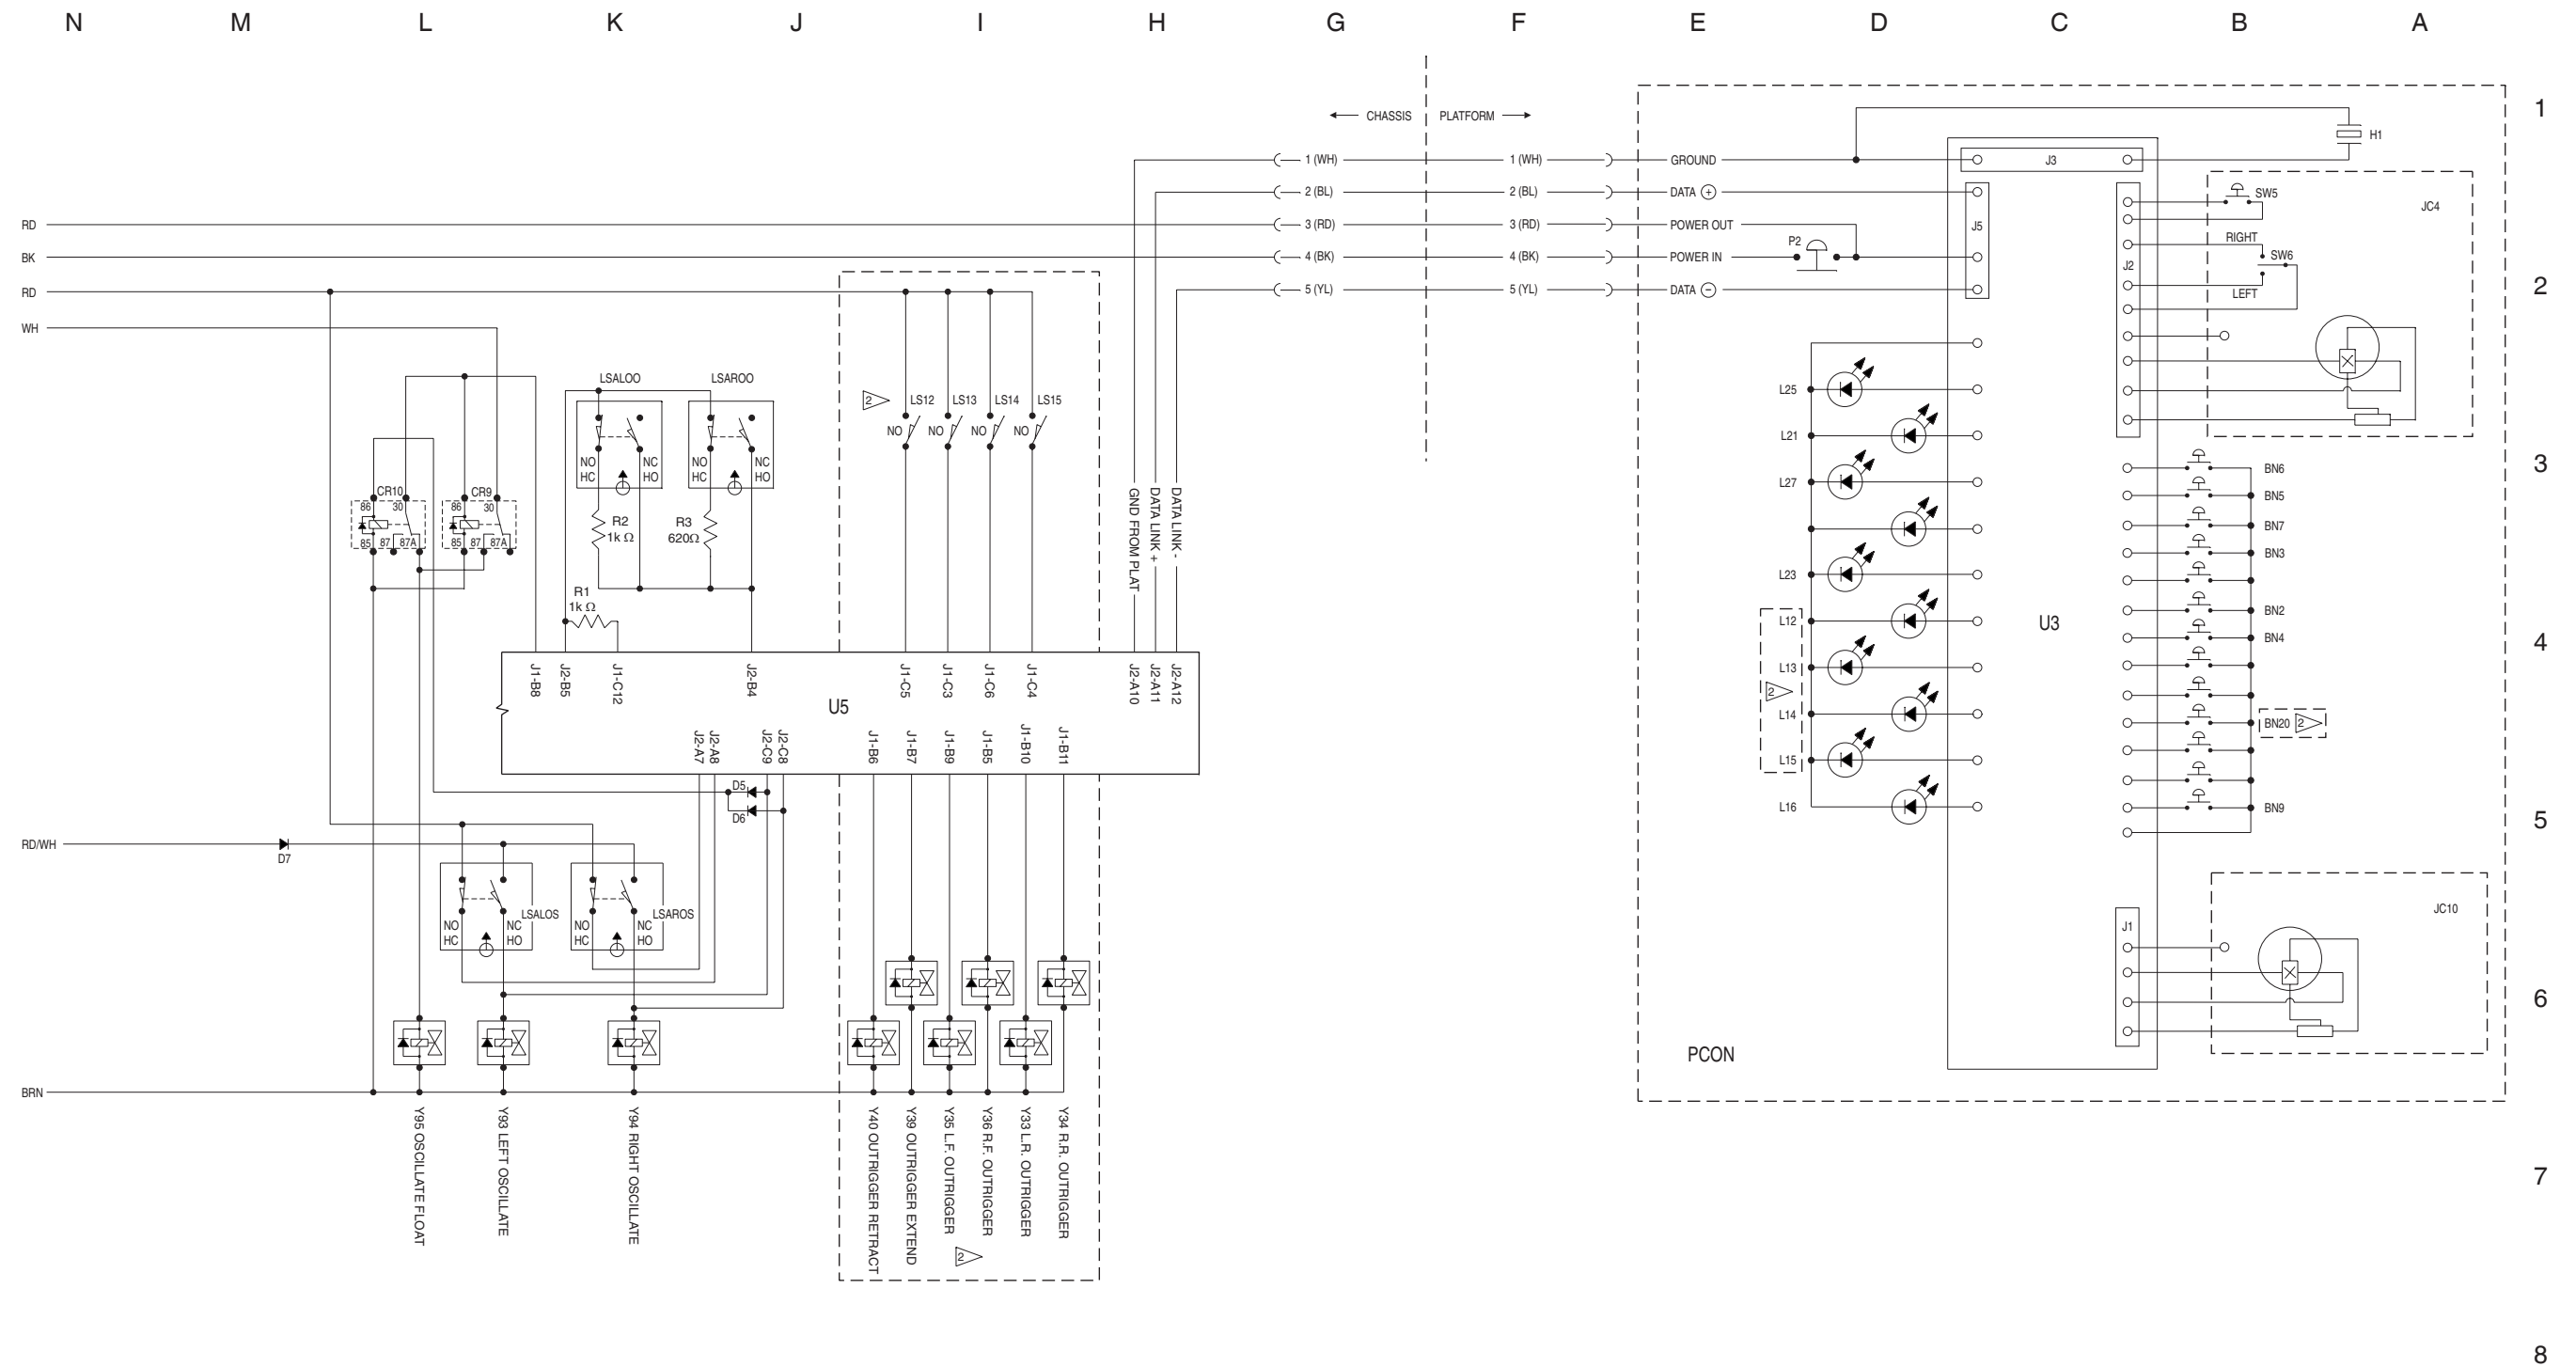 N M L K J I H G F E D C B A
1
CHASSIS PLATFORM
H1
1 (WH) 1 (WH) GROUND J3
2 (BL) 2 (BL) DATA +
SW5
JC4
RD 3 (RD) 3 (RD) POWER OUT J5
RIGHT
P2
BK 4 (BK) 4 (BK) POWER IN
SW6
J2
RD 5 (YL) 5 (YL) DATA −
LEFT
2
WH
LSALOO LSAROO
2 LS12 LS13 LS14 LS15
NO NO NO NO
L25
L21
NO NC NO NC
HC HO HC HO
3
BN6
L27
CR10 CR9
86 30 86 30
BN5
GND FROM PLAT
DATA LINK +
DATA LINK -
R2
1k Ω
R3
620Ω
BN7
85 87 87A 85 87 87A
BN3
L23
R1
1k Ω
BN2
L12
U3
BN4
4
L13
J1-B8 J2-B5 J1-C12 J2-B4 J1-C5 J1-C3 J1-C6 J1-C4 J2-A10 J2-A11 J2-A12
2
U5
L14
BN20 2
J2-A7 J2-A8 J2-C9 J2-C8 J1-B6 J1-B7 J1-B9 J1-B5 J1-B10 J1-B11
L15
D5
L16
BN9
D6
5
RD/WH
D7
LSALOS LSAROS
NO NC NO NC
HC HO HC HO
JC10
J1
6
PCON
BRN
Y95 OSCILLATE FLOAT
Y93 LEFT OSCILLATE
Y94 RIGHT OSCILLATE
Y40 OUTRIGGER RETRACT
Y39 OUTRIGGER EXTEND
Y35 L.F. OUTRIGGER
Y36 R.F. OUTRIGGER
Y33 L.R. OUTRIGGER
Y34 R.R. OUTRIGGER
7
2
8